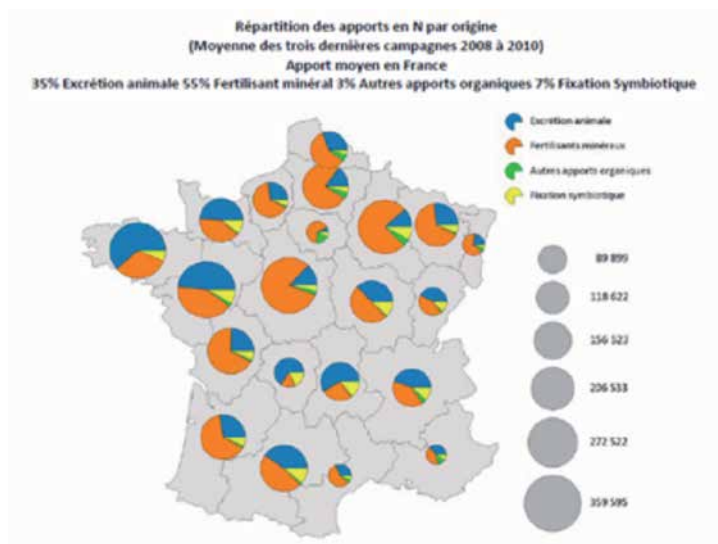 Répartition des apports en N par origine
(Moyenne des trois dernières campagnes 2008 à 2010)
Apport moyen en France
35% Excrétion animale 55% Fertilisant minéral 3% Autres apports organiques 7% Fixation Symbiotique
Excrétion animale
Fertilisants minéraux
Autres apports organiques
Fixation symbiotique
89 899
118 622
156 523
206 533
272 522
359 595